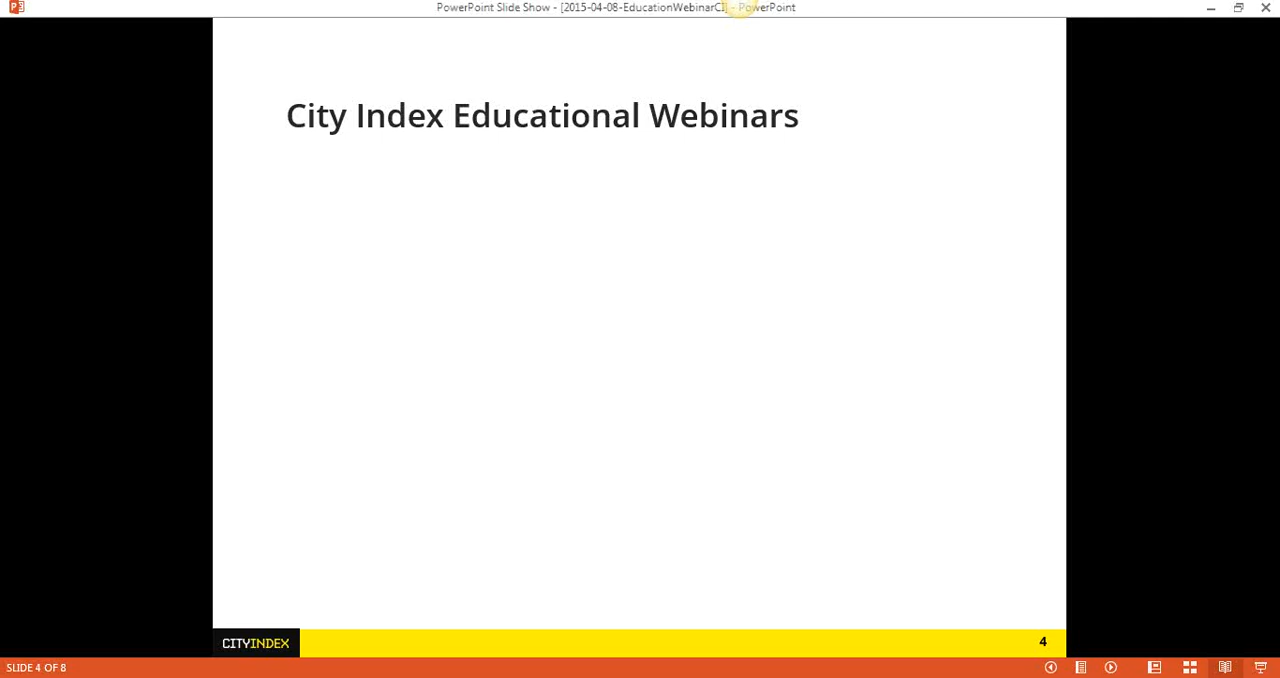 PowerPoint Slide Show - [2015-04-08-EducationWebinarCI] - PowerPoint
City Index Educational Webinars
CITYINDEX
4
SLIDE 4 OF 8